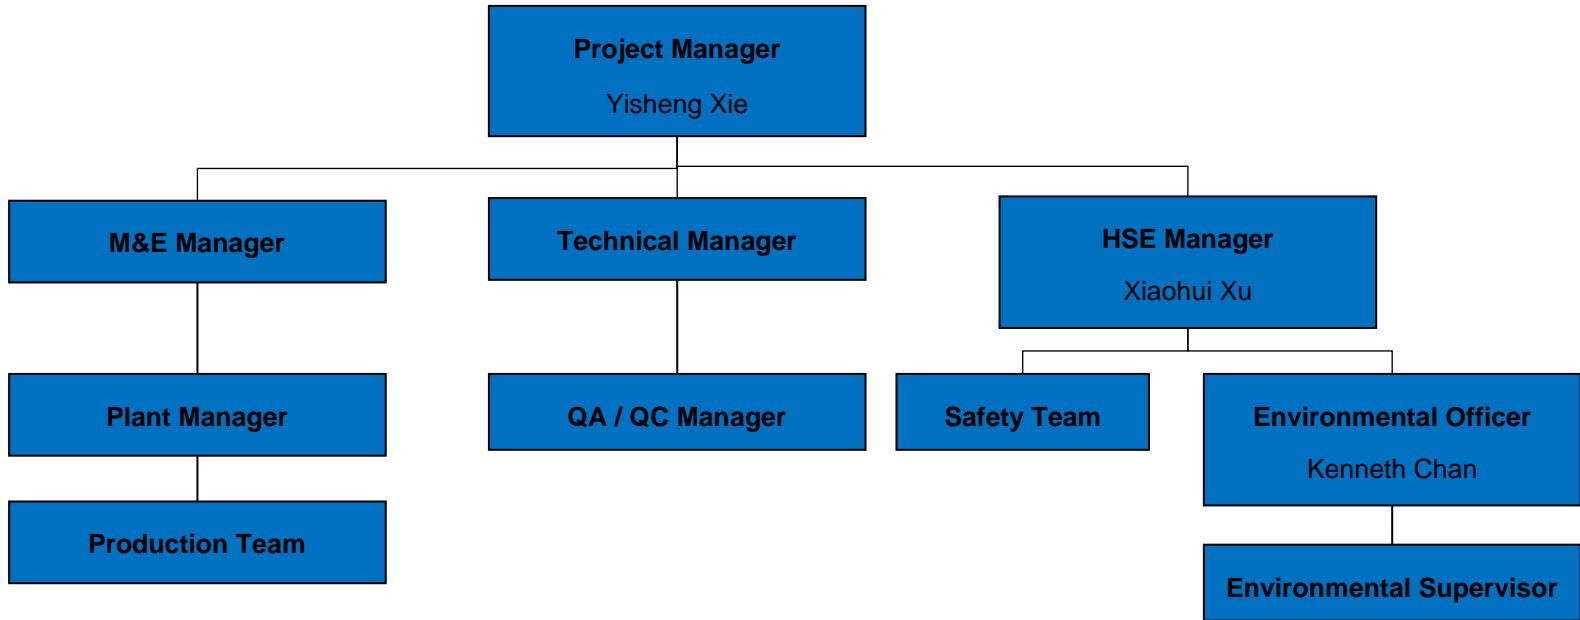 Project Manager
Yisheng Xie
M&E Manager
Technical Manager
HSE Manager
Xiaohui Xu
Plant Manager
QA / QC Manager
Safety Team
Environmental Officer
Kenneth Chan
Production Team
Environmental Supervisor